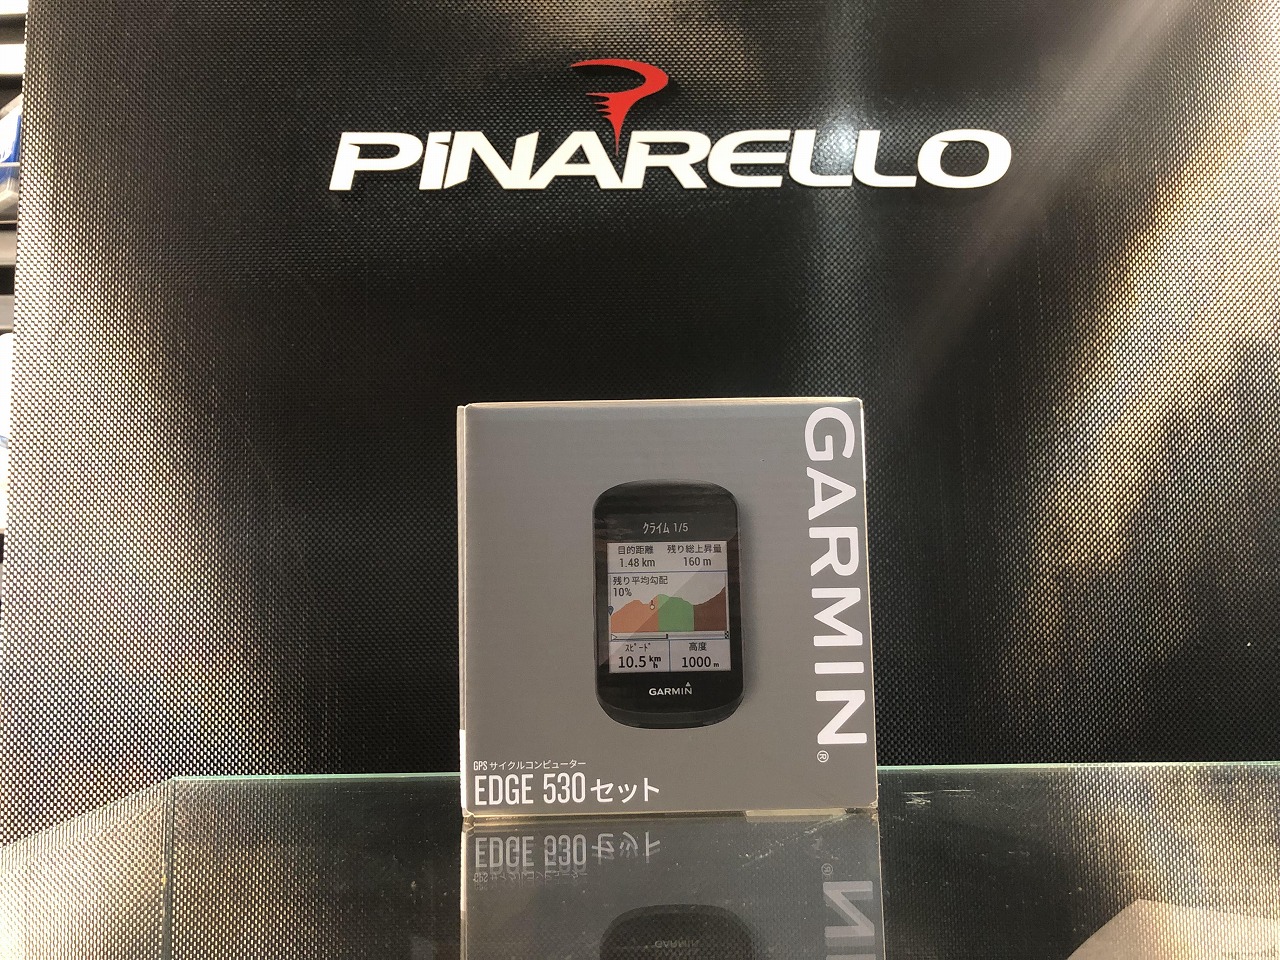 PiNARELLO
GARMIN®
クライム 1/5
目的距離 残り総上昇量
1.48 km 160 m
残り平均勾配
10%
スピード 高度
10.5 km/h 1000 m
GARMIN
GPS サイクルコンピューター
EDGE 530 セット